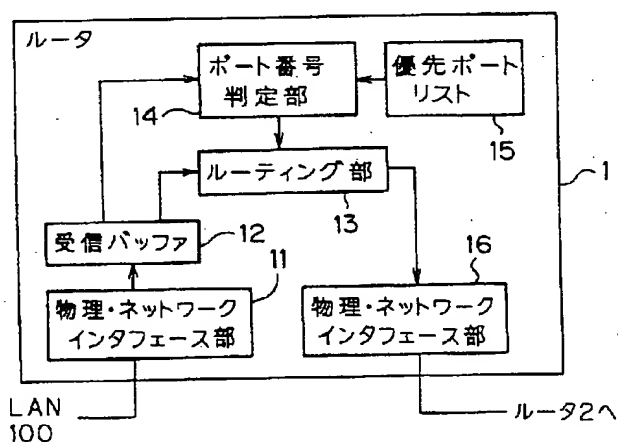 ルータ
ポート番号
判定部
14
優先ポート
リスト
15
ルーティング部
13
1
受信バッファ
12
11
16
物理・ネットワーク
インタフェース部
物理・ネットワーク
インタフェース部
LAN
100
ルータ2へ